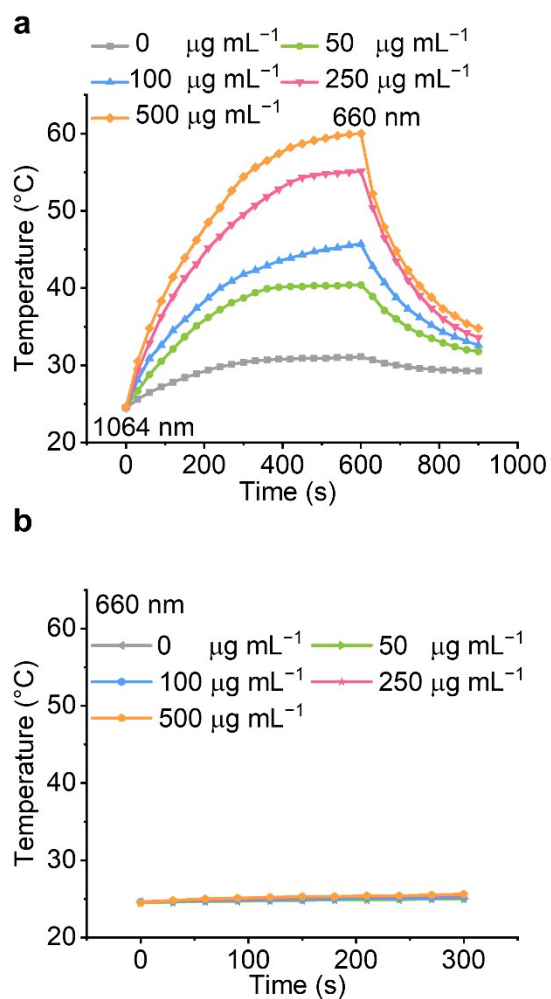 a
0 μg mL⁻¹ 50 μg mL⁻¹
100 μg mL⁻¹ 250 μg mL⁻¹
500 μg mL⁻¹
660 nm
60
50
40
30
20
Temperature (°C)
1064 nm
0 200 400 600 800 1000
Time (s)
b
660 nm
0 μg mL⁻¹ 50 μg mL⁻¹
100 μg mL⁻¹ 250 μg mL⁻¹
500 μg mL⁻¹
60
50
40
30
20
Temperature (°C)
0 100 200 300
Time (s)